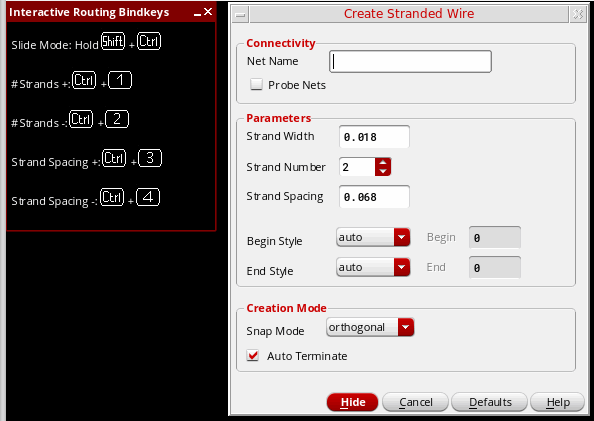 Interactive Routing Bindkeys
Slide Mode: Hold Shift + Ctrl
#Strands +: Ctrl + 1
#Strands -: Ctrl + 2
Strand Spacing +: Ctrl + 3
Strand Spacing -: Ctrl + 4
Create Stranded Wire
Connectivity
Net Name
Probe Nets
Parameters
Strand Width 0.018
Strand Number 2
Strand Spacing 0.068
Begin Style auto Begin 0
End Style auto End 0
Creation Mode
Snap Mode orthogonal
Auto Terminate
Hide Cancel Defaults Help